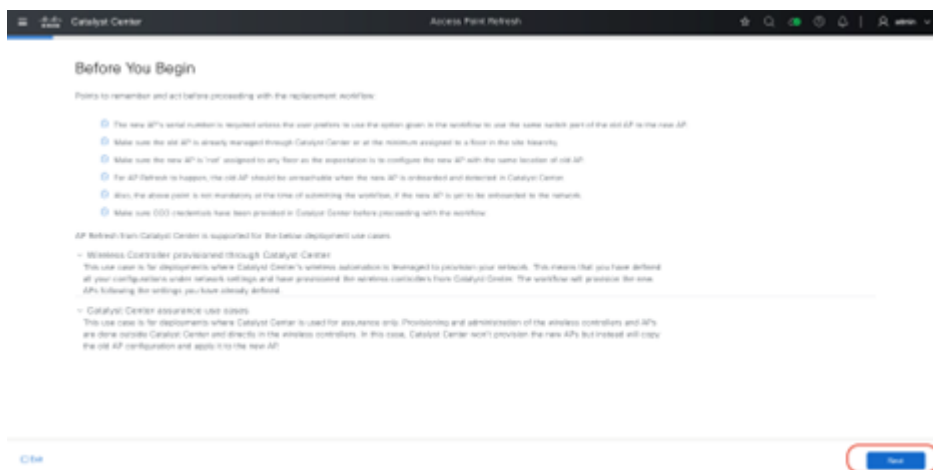 Catalyst Center
Access Point Refresh
admin
Before You Begin
Points to remember and act before proceeding with the replacement workflow:
The new AP's serial number is required unless the user prefers to use the option given in the workflow to use the same switch port of the old AP to the new AP.
Make sure the old AP is already managed through Catalyst Center or at the minimum assigned to a floor in the site hierarchy.
Make sure the new AP is 'not' assigned to any floor as the expectation is to configure the new AP with the same location of old AP.
For AP Refresh to happen, the old AP should be unreachable when the new AP is onboarded and detected in Catalyst Center.
Also, the above point is not mandatory at the time of submitting the workflow, if the new AP is yet to be onboarded to the network.
Make sure CCO credentials have been provided in Catalyst Center before proceeding with the workflow.
AP Refresh from Catalyst Center is supported for the below deployment use cases
Wireless Controller provisioned through Catalyst Center
This use case is for deployments where Catalyst Center's wireless automation is leveraged to provision your network. This means that you have defined
all your configurations under network settings and have provisioned the wireless controllers from Catalyst Center. The workflow will provision the new
APs following the settings you have already defined.
Catalyst Center assurance use cases
This use case is for deployments where Catalyst Center is used for assurance only. Provisioning and administration of the wireless controllers and APs
are done outside Catalyst Center and directly in the wireless controllers. In this case, Catalyst Center won't provision the new APs but instead will copy
the old AP configuration and apply it to the new AP.
Exit
Next